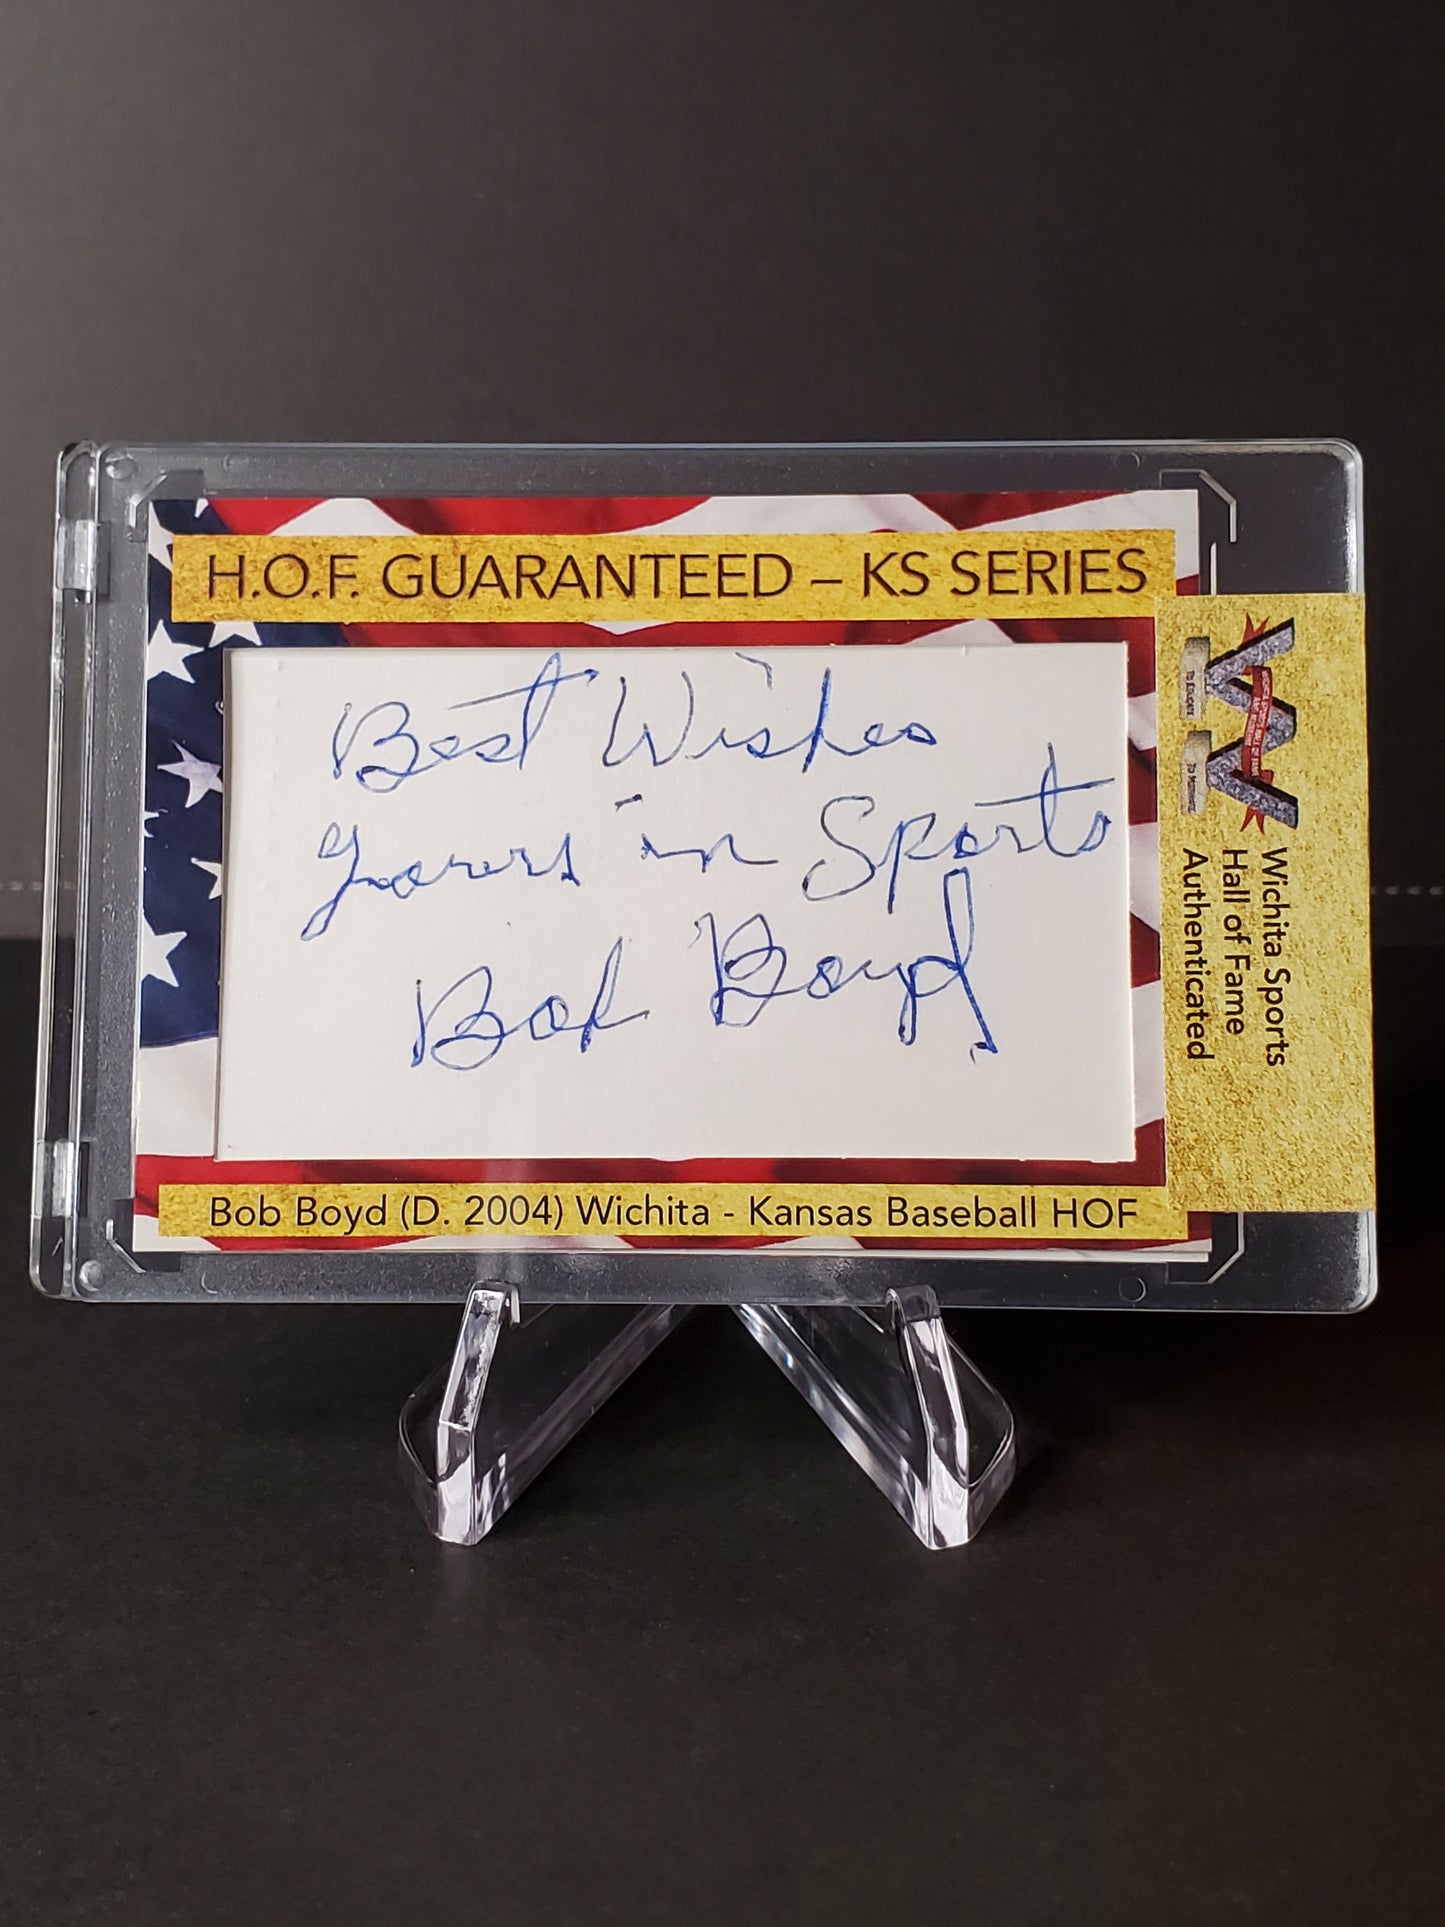 H.O.F. GUARANTEED – KS SERIES
Best Wishes
Yours in Sports
Bob Boyd
Bob Boyd (D. 2004) Wichita - Kansas Baseball HOF
Wichita Sports
Hall of Fame
Authenticated